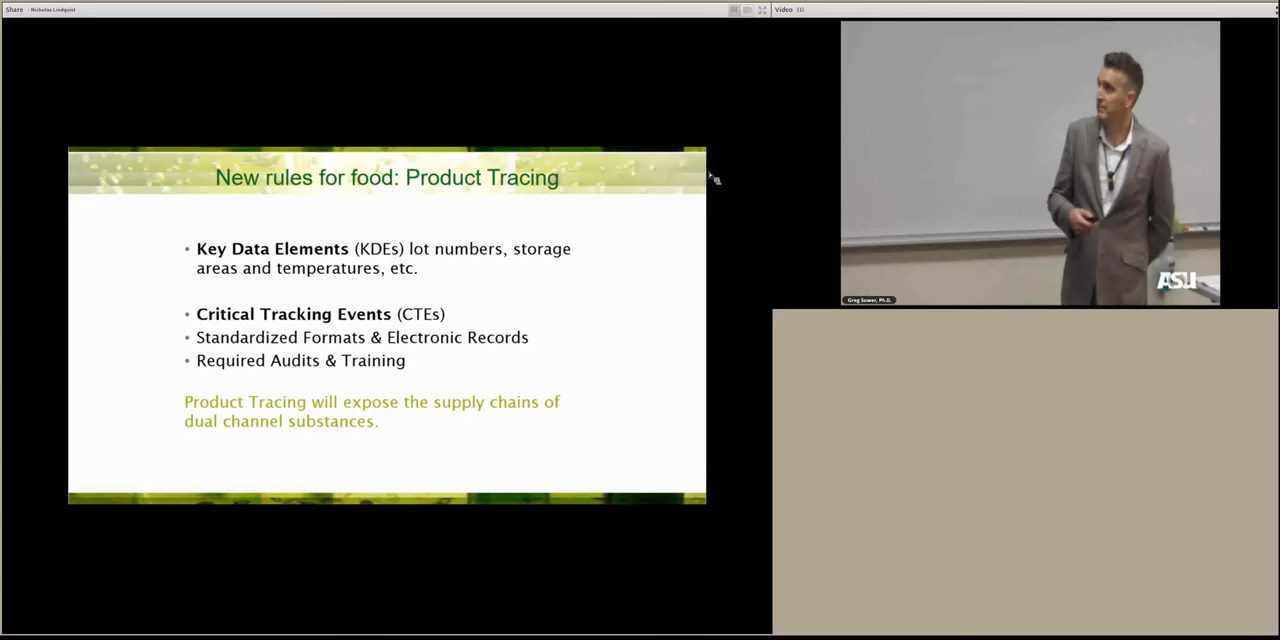 Share - Nicholas Lindquist
Video (1)
New rules for food: Product Tracing
• Key Data Elements (KDEs) lot numbers, storage
areas and temperatures, etc.
• Critical Tracking Events (CTEs)
• Standardized Formats & Electronic Records
• Required Audits & Training
Product Tracing will expose the supply chains of
dual channel substances.
ASU
Greg Sower, Ph.D.